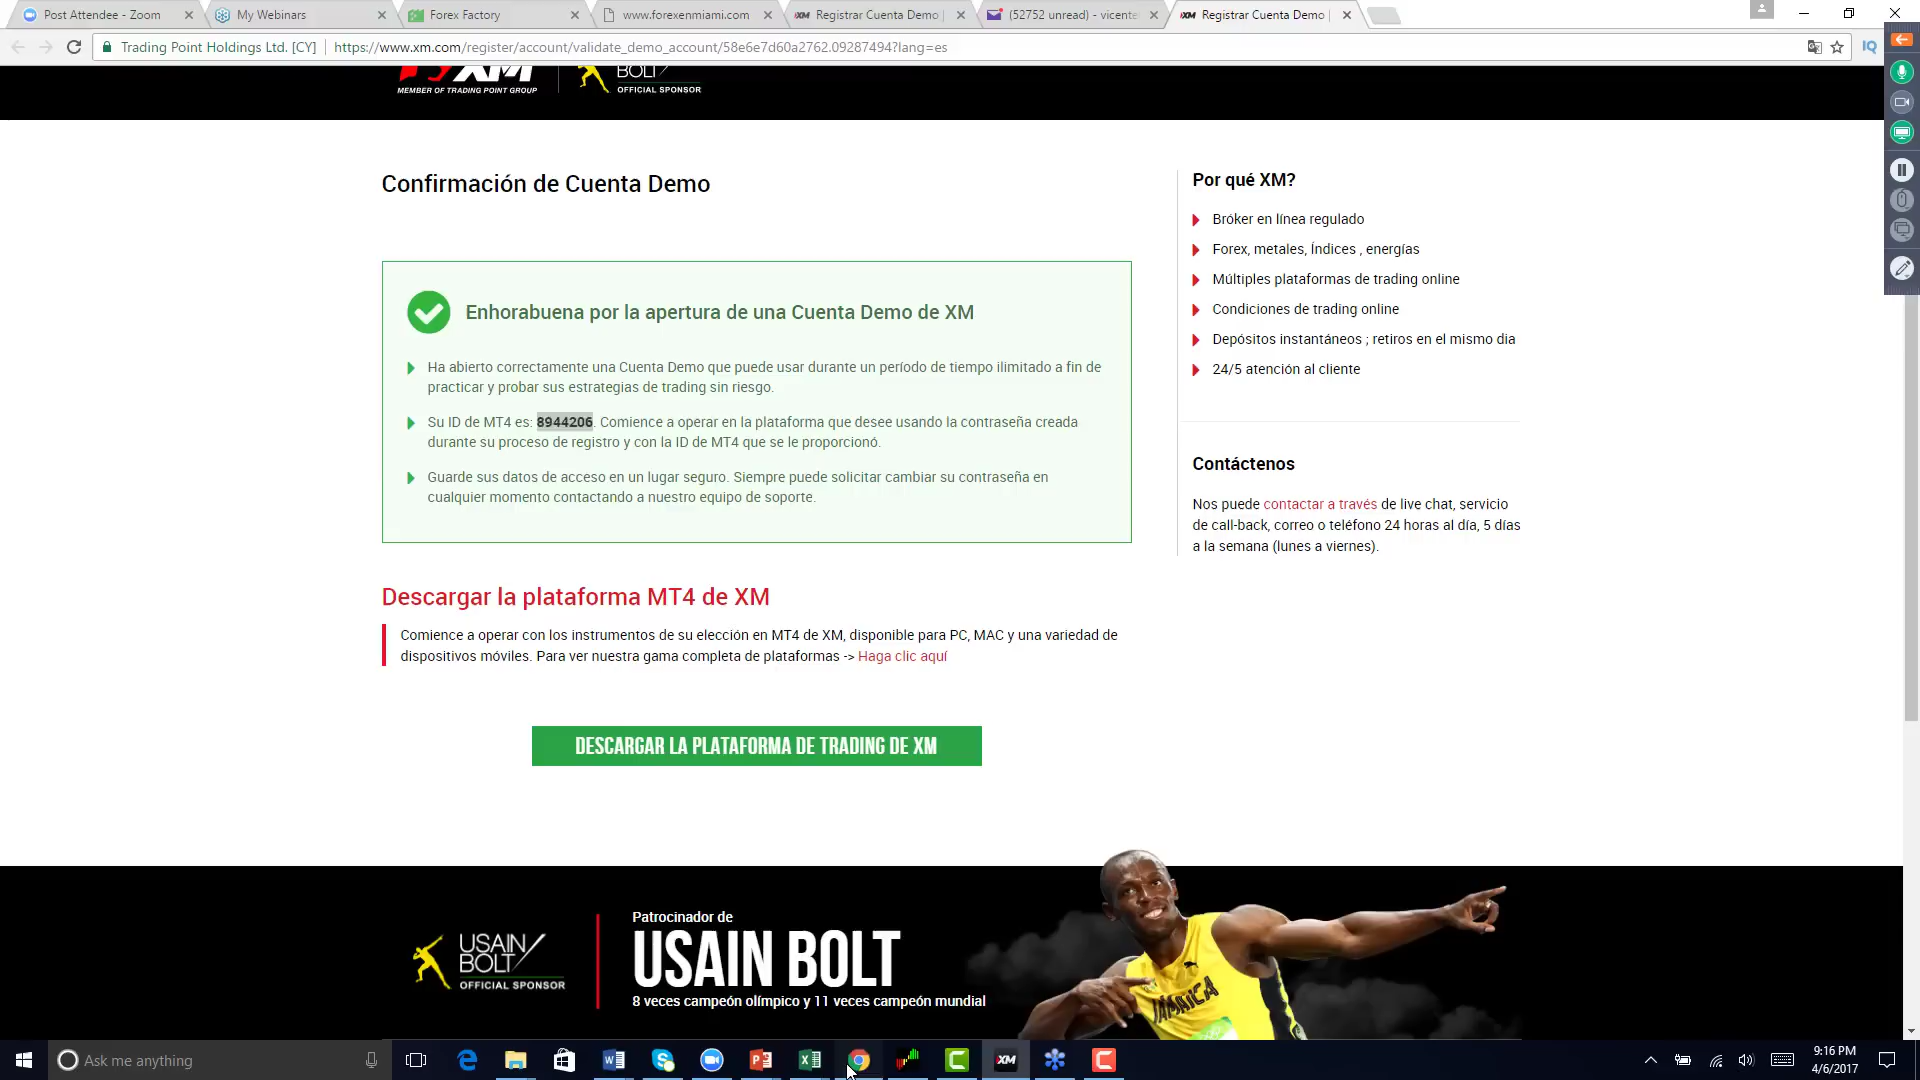 Post Attendee - Zoom
My Webinars
Forex Factory
www.forexenmiami.com
Registrar Cuenta Demo
(52752 unread) - vicente
Registrar Cuenta Demo
Trading Point Holdings Ltd. [CY]
https://www.xm.com/register/account/validate_demo_account/58e6e7d60a2762.09287494?lang=es
IQ
XM
MEMBER OF TRADING POINT GROUP
BOLT
OFFICIAL SPONSOR
Confirmación de Cuenta Demo
Enhorabuena por la apertura de una Cuenta Demo de XM
Ha abierto correctamente una Cuenta Demo que puede usar durante un período de tiempo ilimitado a fin de
practicar y probar sus estrategias de trading sin riesgo.
Su ID de MT4 es: 8944206. Comience a operar en la plataforma que desee usando la contraseña creada
durante su proceso de registro y con la ID de MT4 que se le proporcionó.
Guarde sus datos de acceso en un lugar seguro. Siempre puede solicitar cambiar su contraseña en
cualquier momento contactando a nuestro equipo de soporte.
Descargar la plataforma MT4 de XM
Comience a operar con los instrumentos de su elección en MT4 de XM, disponible para PC, MAC y una variedad de
dispositivos móviles. Para ver nuestra gama completa de plataformas -> Haga clic aquí
DESCARGAR LA PLATAFORMA DE TRADING DE XM
Por qué XM?
Bróker en línea regulado
Forex, metales, Índices , energías
Múltiples plataformas de trading online
Condiciones de trading online
Depósitos instantáneos ; retiros en el mismo dia
24/5 atención al cliente
Contáctenos
Nos puede contactar a través de live chat, servicio
de call-back, correo o teléfono 24 horas al día, 5 días
a la semana (lunes a viernes).
USAIN
BOLT
OFFICIAL SPONSOR
Patrocinador de
USAIN BOLT
8 veces campeón olímpico y 11 veces campeón mundial
JAMAICA
Ask me anything
XM
9:16 PM
4/6/2017